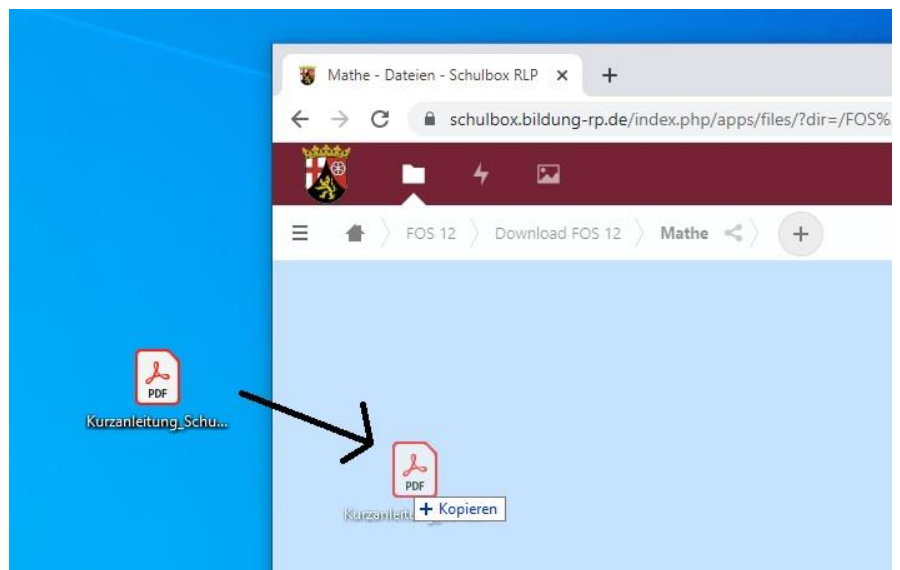 Mathe - Dateien - Schulbox RLP
schulbox.bildung-rp.de/index.php/apps/files/?dir=/FOS%
FOS 12 Download FOS 12 Mathe
PDF
Kurzanleitung_Schu...
PDF
Kopieren